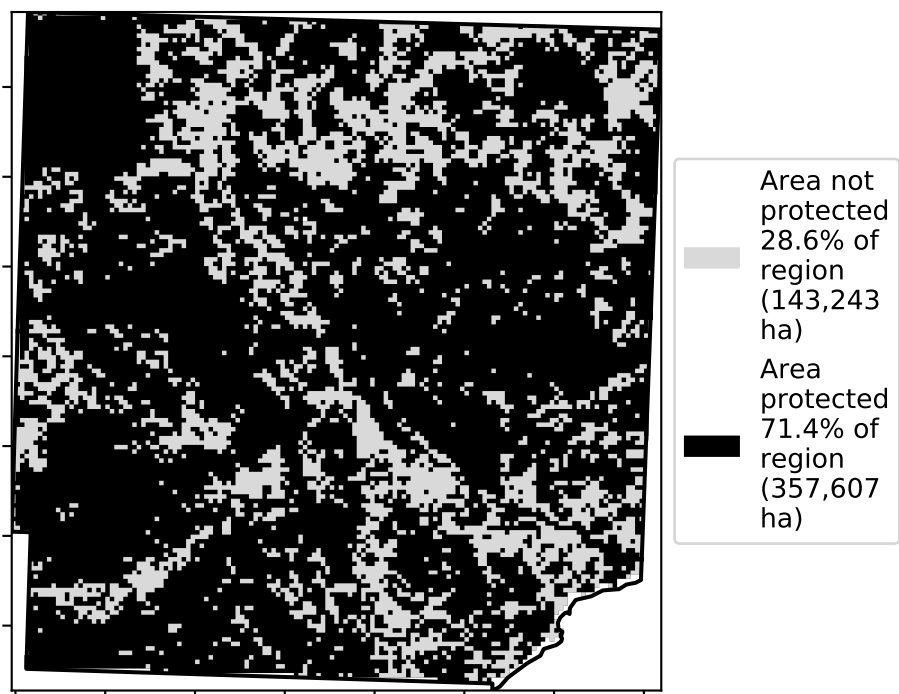 Area not
protected
28.6% of
region
(143,243
ha)
Area
protected
71.4% of
region
(357,607
ha)